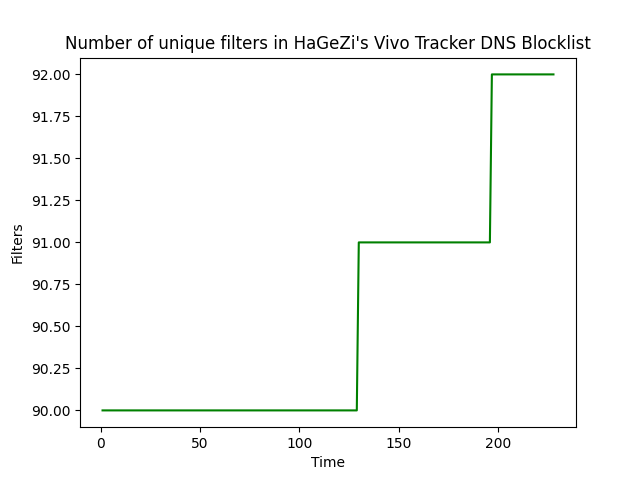 Number of unique filters in HaGeZi's Vivo Tracker DNS Blocklist
92.00
91.75
91.50
91.25
91.00
90.75
90.50
90.25
90.00
Filters
0 50 100 150 200
Time